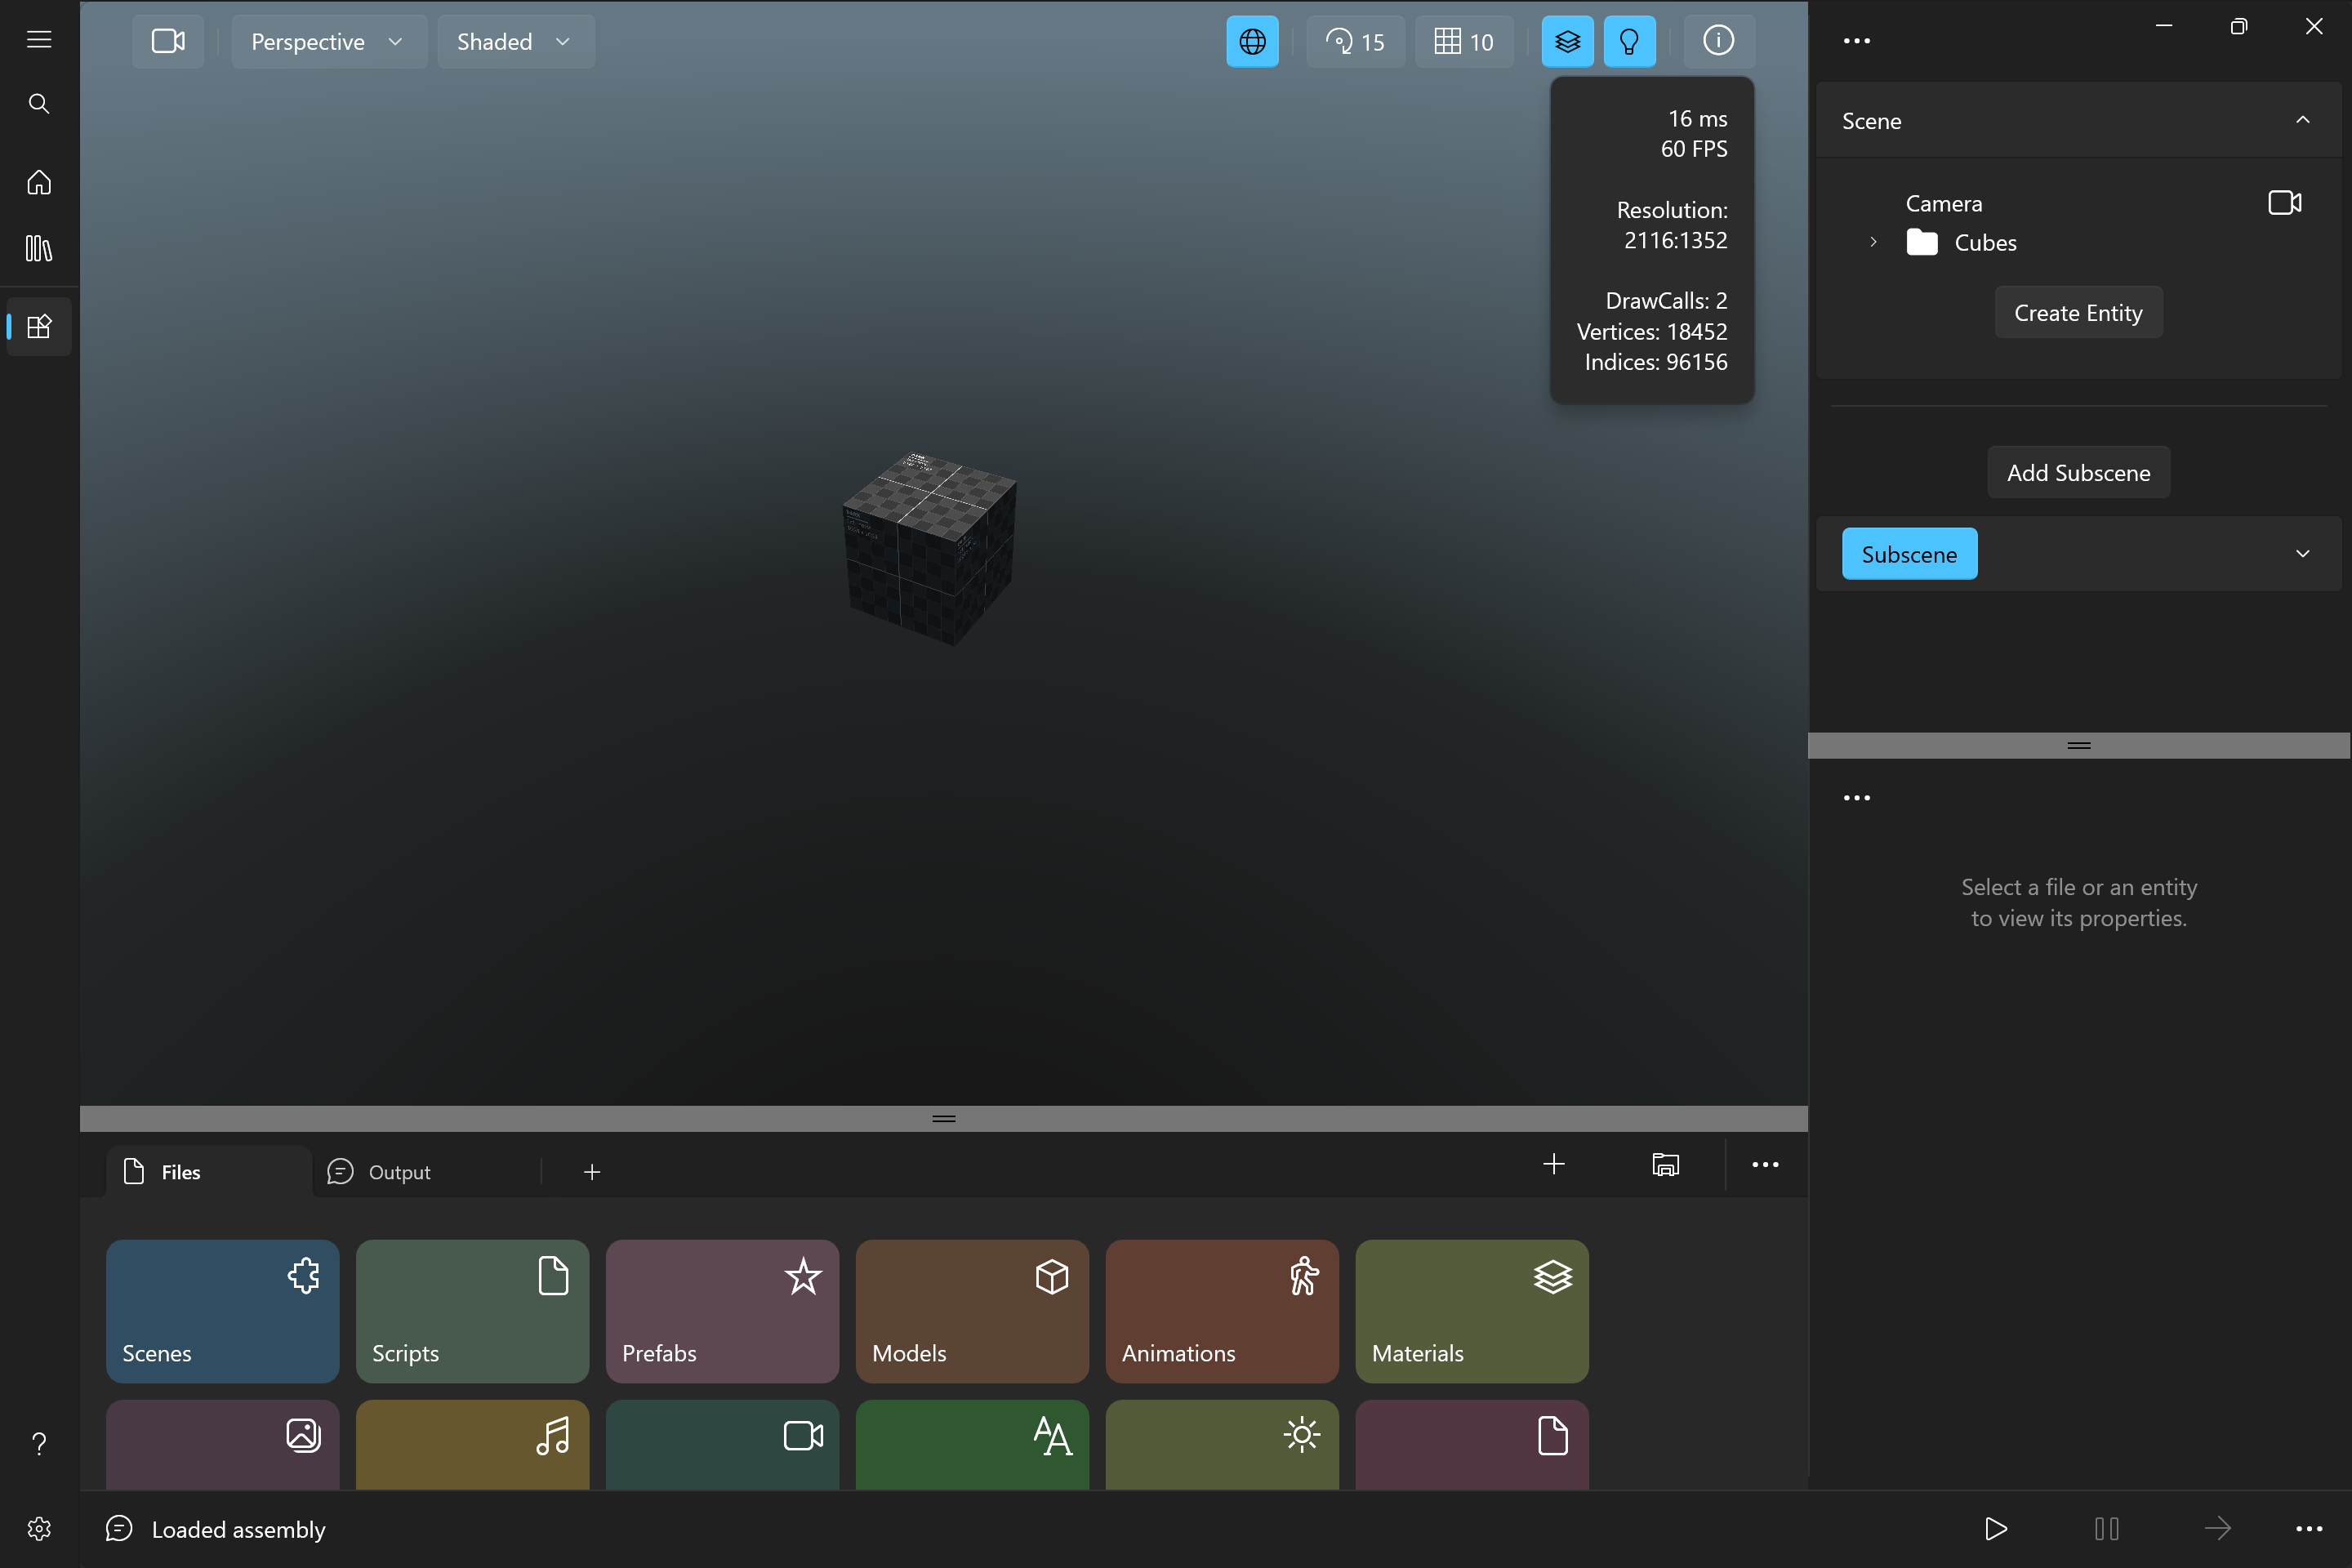 Perspective
Shaded
15
10
16 ms
60 FPS
Resolution:
2116:1352
DrawCalls: 2
Vertices: 18452
Indices: 96156
Scene
Camera
Cubes
Create Entity
Add Subscene
Subscene
Select a file or an entity
to view its properties.
Files
Output
Scenes
Scripts
Prefabs
Models
Animations
Materials
Loaded assembly